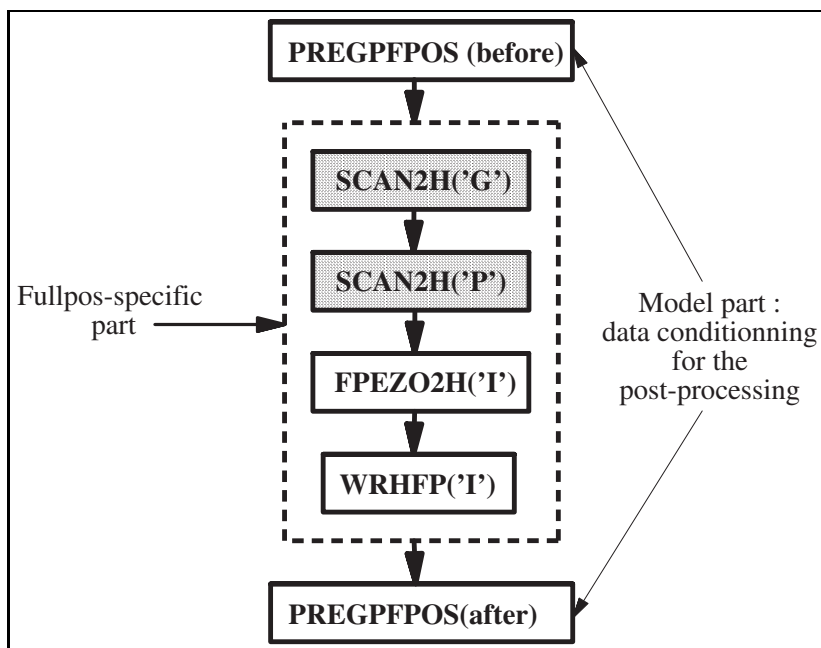 PREGPFPOS (before)
SCAN2H('G')
SCAN2H('P')
FPEZO2H('I')
WRHFP('I')
PREGPFPOS(after)
Fullpos-specific
part
Model part :
data conditionning
for the
post-processing